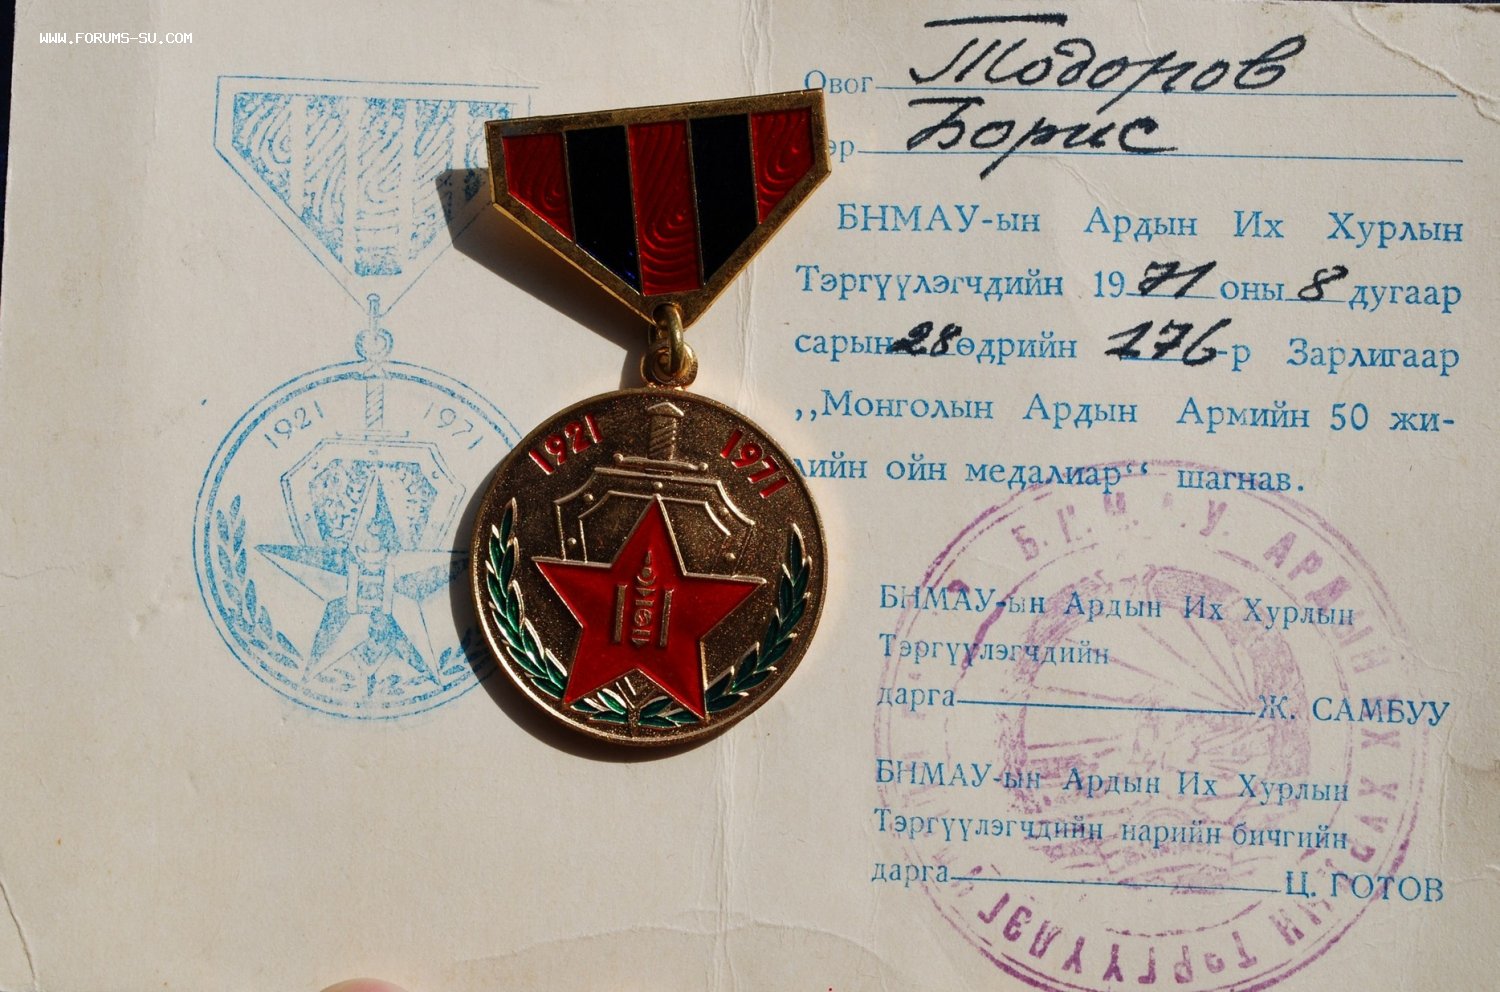 WWW.FORUMS-SU.COM
Овог Тодоров
Борис
БНМАУ-ын Ардын Их Хурлын
Тэргүүлэгчдийн 1971 оны 8 дугаар
сарын 28 өдрийн 176-р Зарлигаар
,,Монголын Ардын Армийн 50 жи-
лийн ойн медалиар“ шагнав.
1921 1971
1921 1971
БНМАУ-ын Ардын Их Хурлын
Тэргүүлэгчдийн
дарга Ж. САМБУУ
БНМАУ-ын Ардын Их Хурлын
Тэргүүлэгчдийн нарийн бичгийн
дарга Ц. ГОТОВ